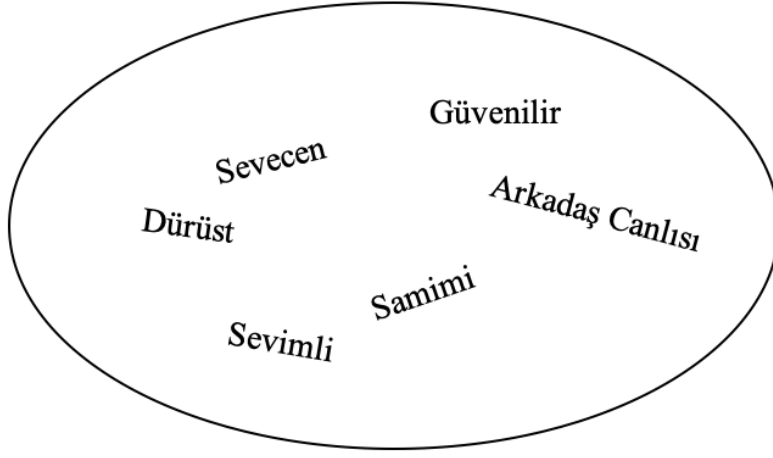 Güvenilir
Sevecen
Arkadaş Canlısı
Dürüst
Samimi
Sevimli